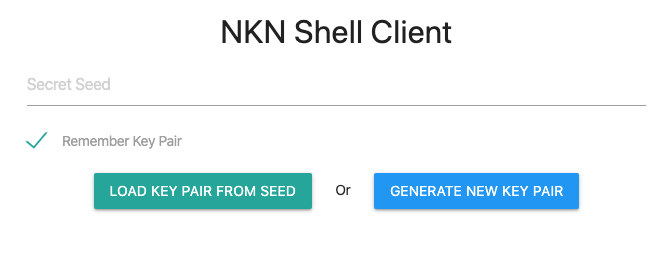 NKN Shell Client
Secret Seed
Remember Key Pair
LOAD KEY PAIR FROM SEED Or GENERATE NEW KEY PAIR